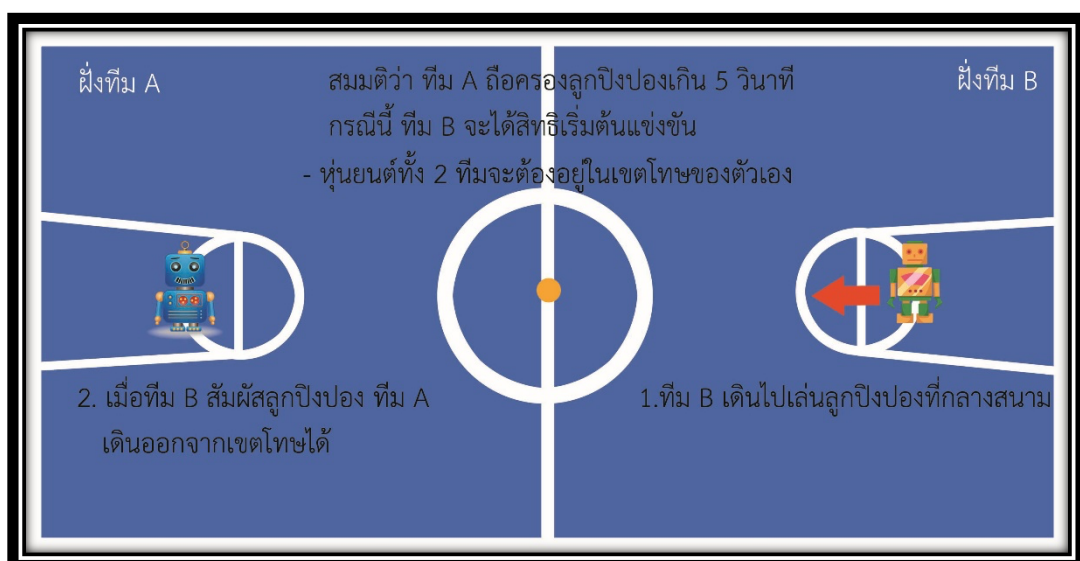 ฝั่งทีม A
สมมติว่า ทีม A ถือครองลูกปิงปองเกิน 5 วินาที
ฝั่งทีม B
กรณีนี้ ทีม B จะได้สิทธิเริ่มต้นแข่งขัน
- หุ่นยนต์ทั้ง 2 ทีมจะต้องอยู่ในเขตโทษของตัวเอง
2. เมื่อทีม B สัมผัสลูกปิงปอง ทีม A
เดินออกจากเขตโทษได้
1.ทีม B เดินไปเล่นลูกปิงปองที่กลางสนาม